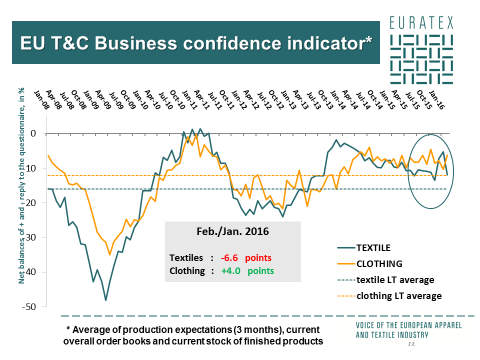 EU T&C Business confidence indicator*
EURATEX
Jan-08
Apr-08
Jul-08
Oct-08
Jan-09
Apr-09
Jul-09
Oct-09
Jan-10
Apr-10
Jul-10
Oct-10
Jan-11
Apr-11
Jul-11
Oct-11
Jan-12
Apr-12
Jul-12
Oct-12
Jan-13
Apr-13
Jul-13
Oct-13
Jan-14
Apr-14
Jul-14
Oct-14
Jan-15
Apr-15
Jul-15
Oct-15
Jan-16
Net balances of + and - reply to the questionnaire, in %
0
10
20
30
40
-50
Feb./Jan. 2016
Textiles : -6.6 points
Clothing : +4.0 points
TEXTILE
CLOTHING
textile LT average
clothing LT average
* Average of production expectations (3 months), current
overall order books and current stock of finished products
VOICE OF THE EUROPEAN APPAREL
AND TEXTILE INDUSTRY